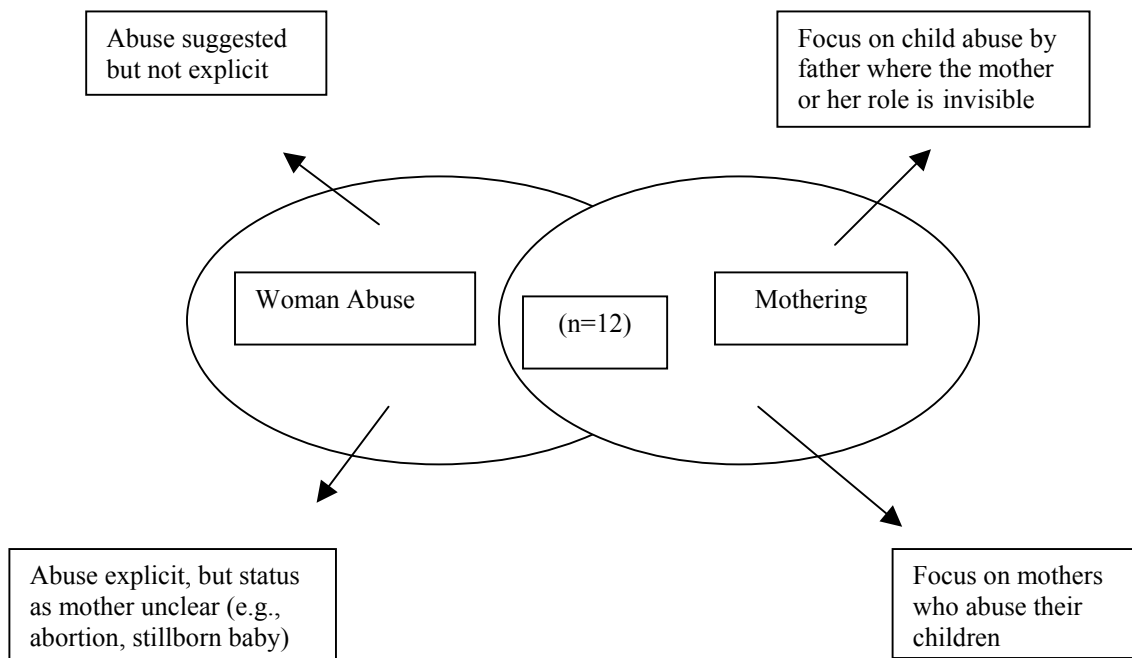 Abuse suggested
but not explicit
Focus on child abuse by
father where the mother
or her role is invisible
Woman Abuse
(n=12)
Mothering
Abuse explicit, but status
as mother unclear (e.g.,
abortion, stillborn baby)
Focus on mothers
who abuse their
children